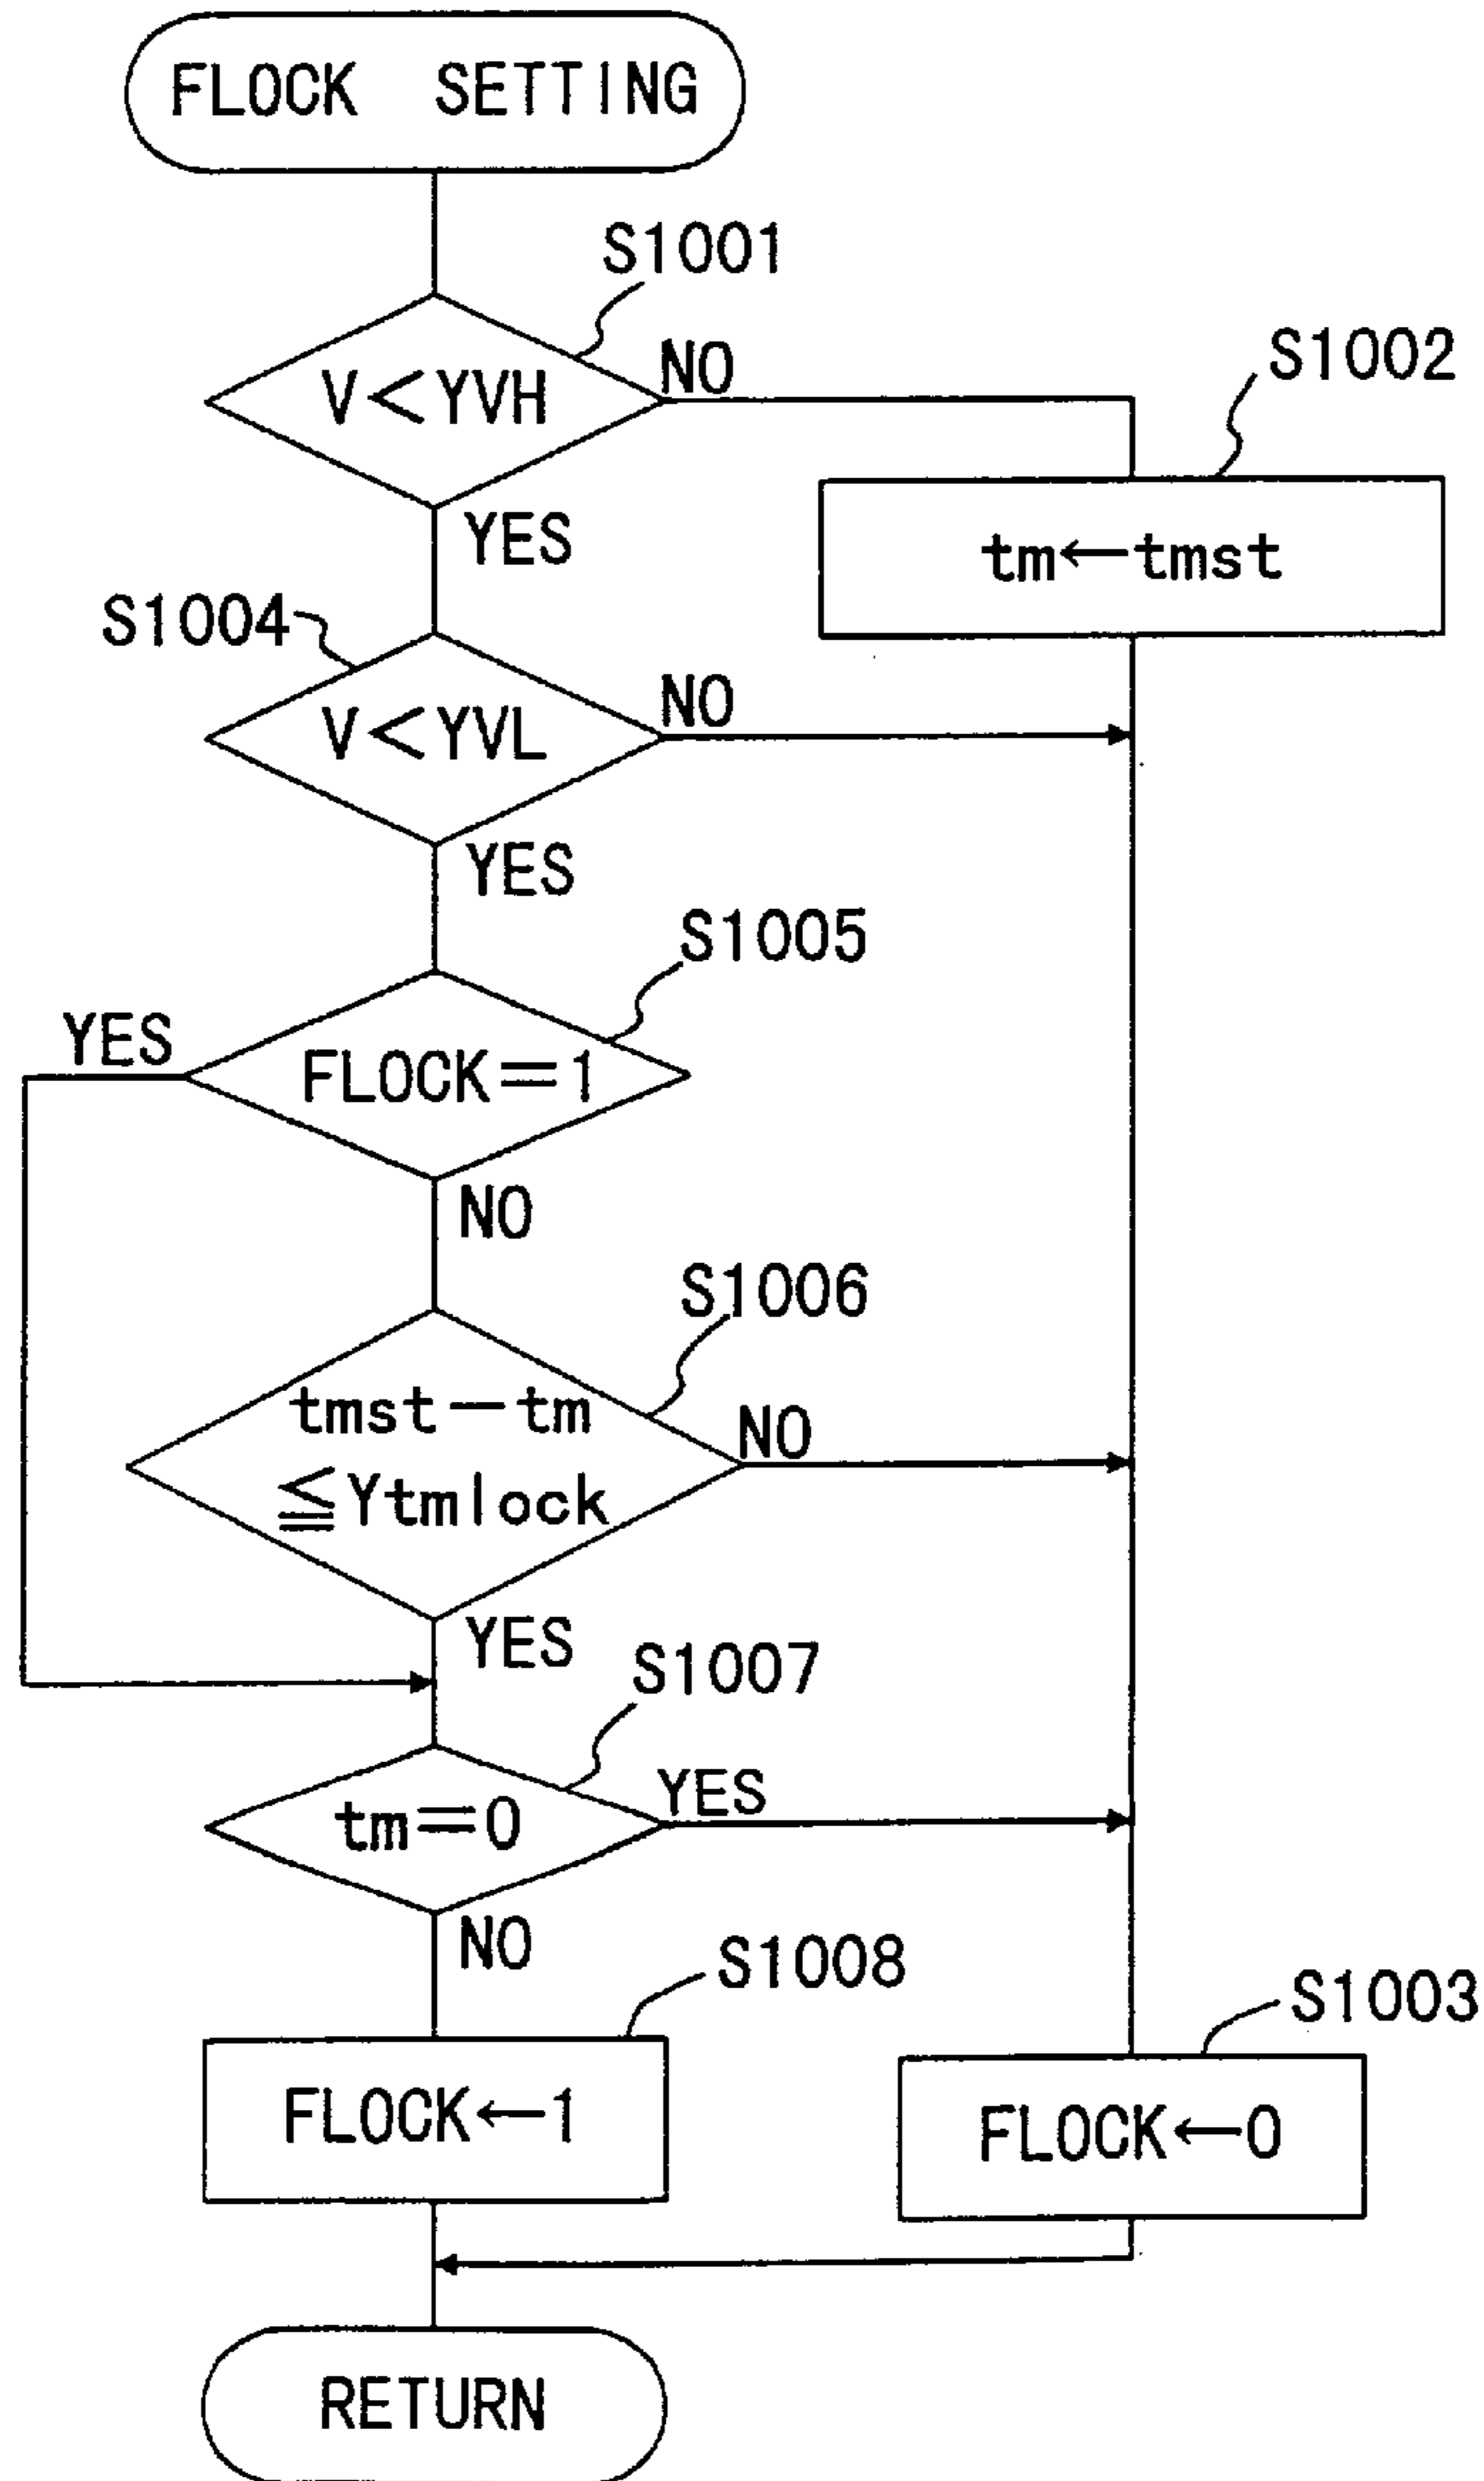 FLOCK SETTING
S1001
V<YVH
NO
YES
S1002
tm←tmst
S1004
V<YVL
NO
YES
S1005
YES
FLOCK=1
NO
S1006
tmst-tm
≦Ytmlock
NO
YES
S1007
tm=0
YES
NO
S1008
FLOCK←1
S1003
FLOCK←0
RETURN